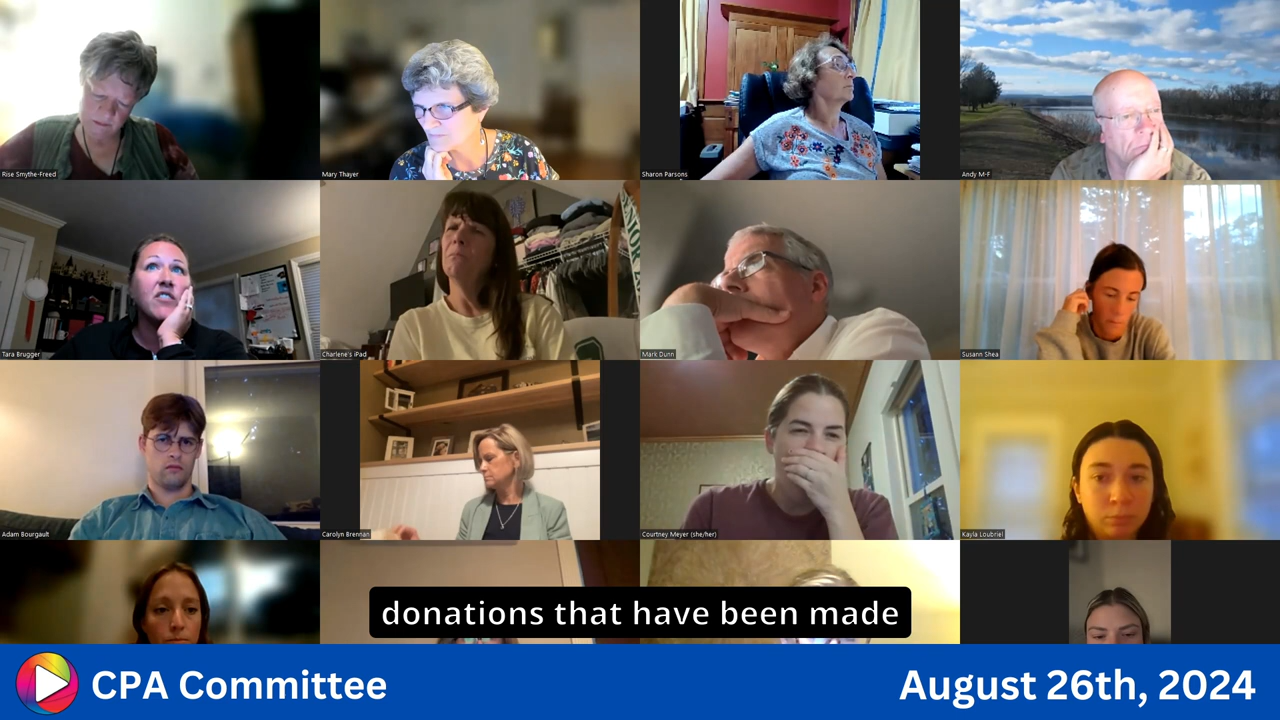 Rise Smythe-Freed
Mary Thayer
Sharon Parsons
Andy M-F
Tara Brugger
Charlene's iPad
Mark Dunn
Susann Shea
Adam Bourgault
Carolyn Brennan
Courtney Meyer (she/her)
Kayla Loubriel
donations that have been made
CPA Committee
August 26th, 2024